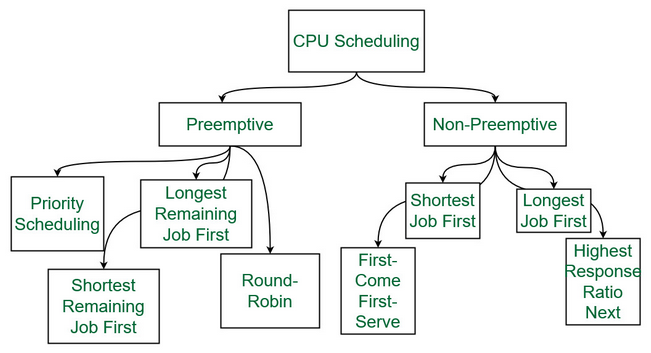 CPU Scheduling
Preemptive
Non-Preemptive
Priority
Scheduling
Longest
Remaining
Job First
Shortest
Remaining
Job First
Round-
Robin
Shortest
Job First
Longest
Job First
First-
Come
First-
Serve
Highest
Response
Ratio
Next